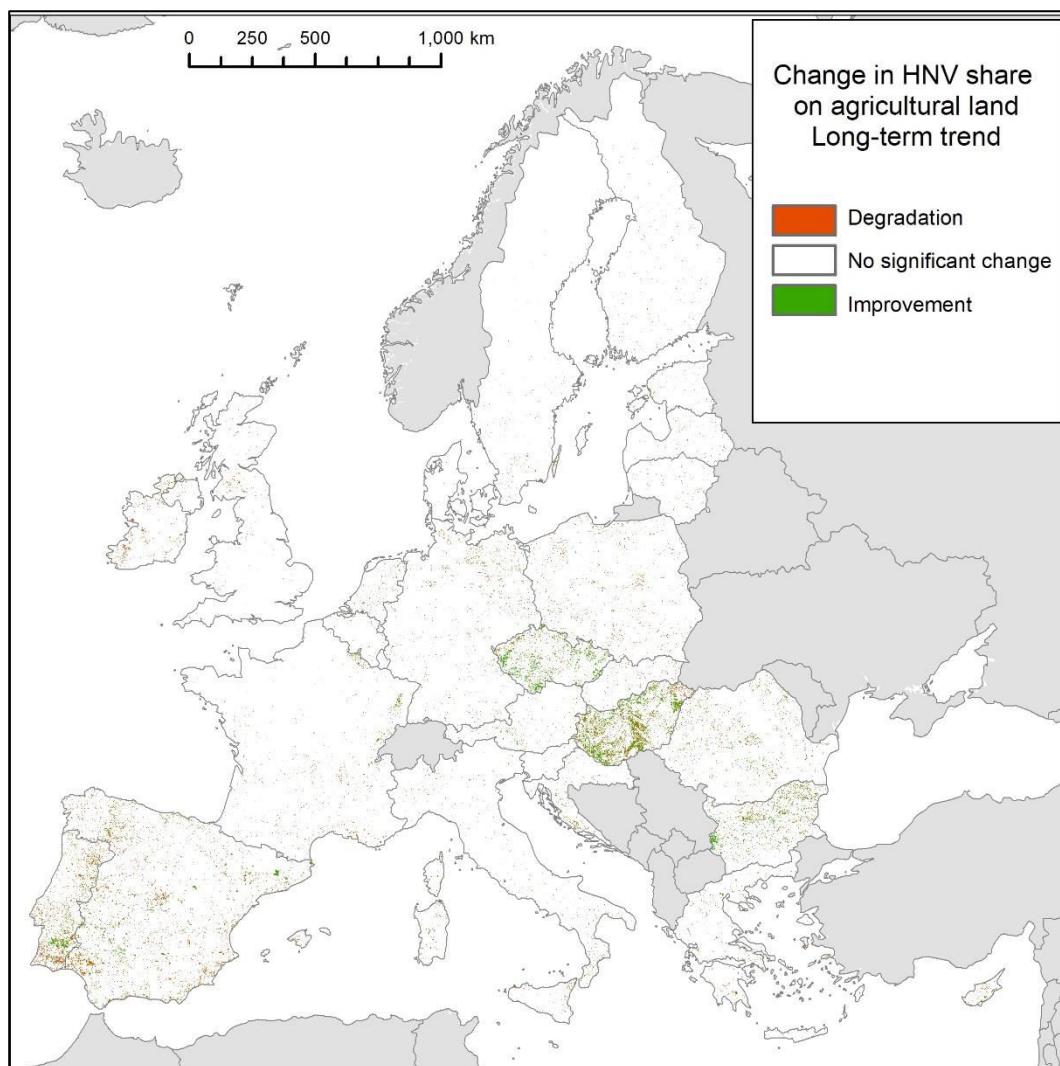 0 250 500 1,000 km
Change in HNV share
on agricultural land
Long-term trend
Degradation
No significant change
Improvement